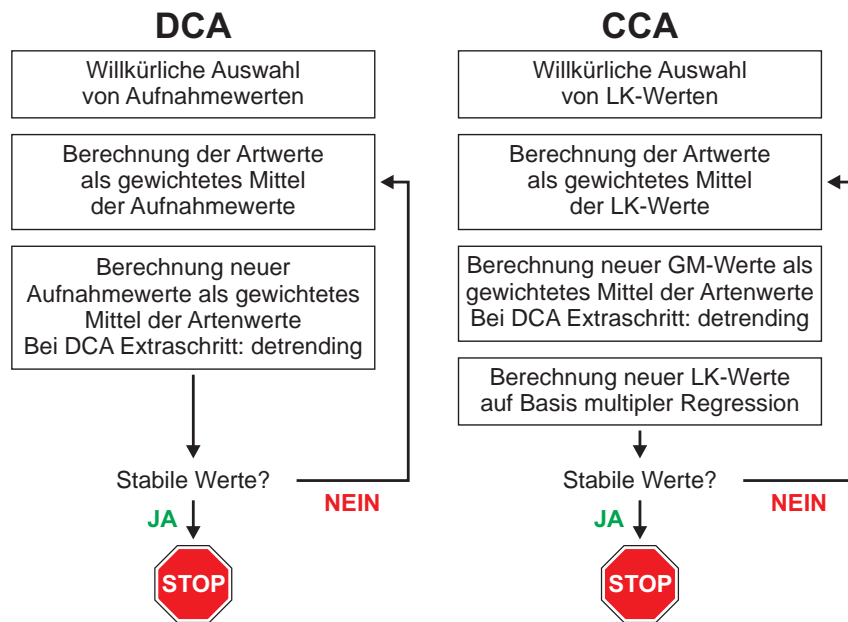 DCA
Willkürliche Auswahl
von Aufnahmewerten
Berechnung der Artwerte
als gewichtetes Mittel
der Aufnahmewerte
Berechnung neuer
Aufnahmewerte als gewichtetes
Mittel der Artenwerte
Bei DCA Extraschritt: detrending
Stabile Werte?
NEIN
JA
STOP
CCA
Willkürliche Auswahl
von LK-Werten
Berechnung der Artwerte
als gewichtetes Mittel
der LK-Werte
Berechnung neuer GM-Werte als
gewichtetes Mittel der Artenwerte
Bei DCA Extraschritt: detrending
Berechnung neuer LK-Werte
auf Basis multipler Regression
Stabile Werte?
NEIN
JA
STOP